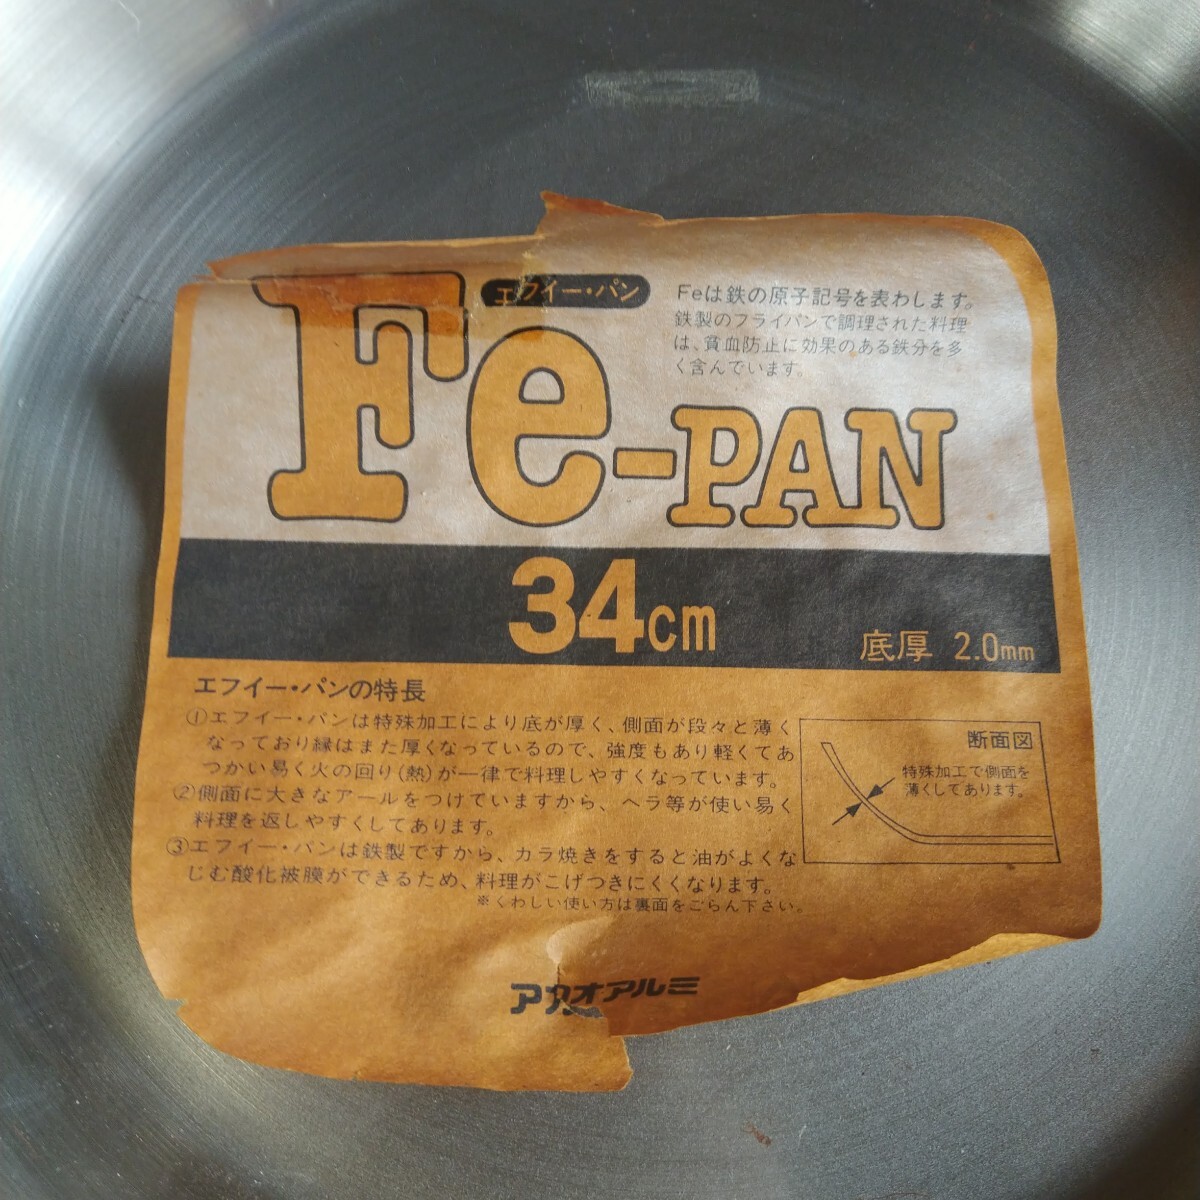 エフイー・パン
Fe-PAN
Feは鉄の原子記号を表わします。
鉄製のフライパンで調理された料理
は、貧血防止に効果のある鉄分を多
く含んでいます。
34cm
底厚 2.0mm
エフイー・パンの特長
①エフイー・パンは特殊加工により底が厚く、側面が段々と薄く
なっており縁はまた厚くなっているので、強度もあり軽くてあ
つかい易く火の回り(熱)が一律で料理しやすくなっています。
②側面に大きなアールをつけていますから、ヘラ等が使い易く
料理を返しやすくしてあります。
③エフイー・パンは鉄製ですから、カラ焼きをすると油がよくな
じむ酸化被膜ができるため、料理がこげつきにくくなります。
※くわしい使い方は裏面をごらん下さい。
断面図
特殊加工で側面を
薄くしてあります。
アカオアルミ